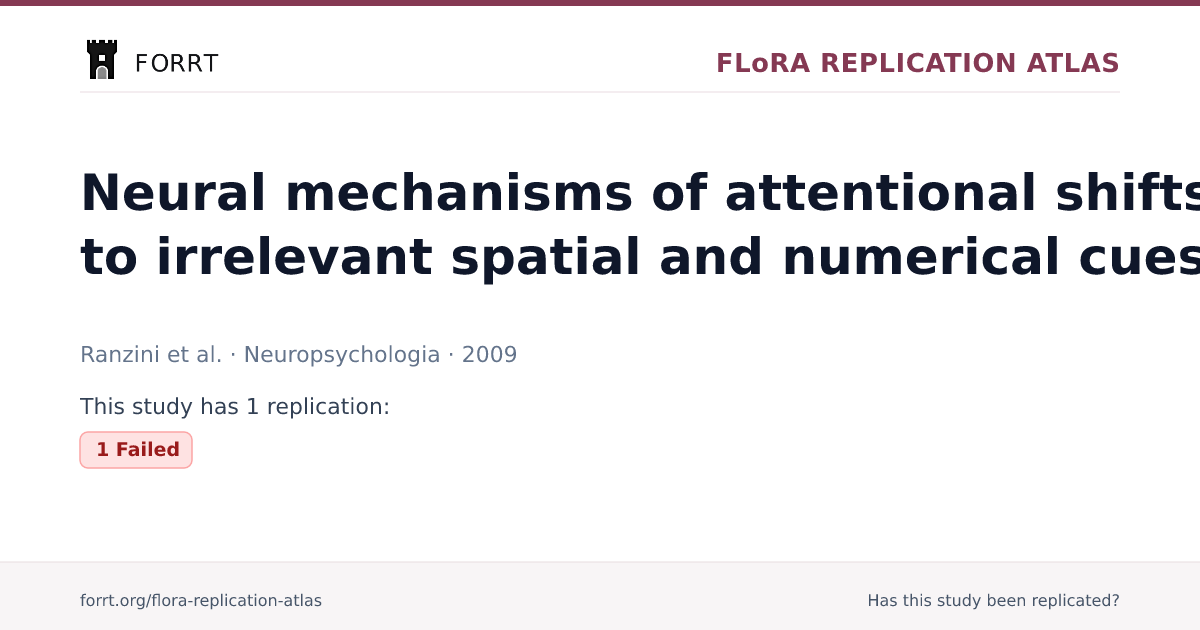 FORRT
FLoRA REPLICATION ATLAS
Neural mechanisms of attentional shifts
to irrelevant spatial and numerical cues
Ranzini et al. · Neuropsychologia · 2009
This study has 1 replication:
1 Failed
forrt.org/flora-replication-atlas
Has this study been replicated?